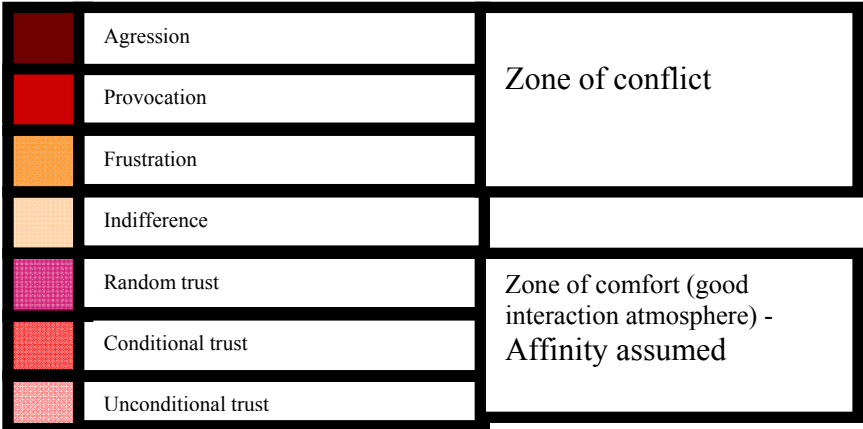 Agression
Zone of conflict
Provocation
Frustration
Indifference
Random trust
Zone of comfort (good
interaction atmosphere) -
Affinity assumed
Conditional trust
Unconditional trust